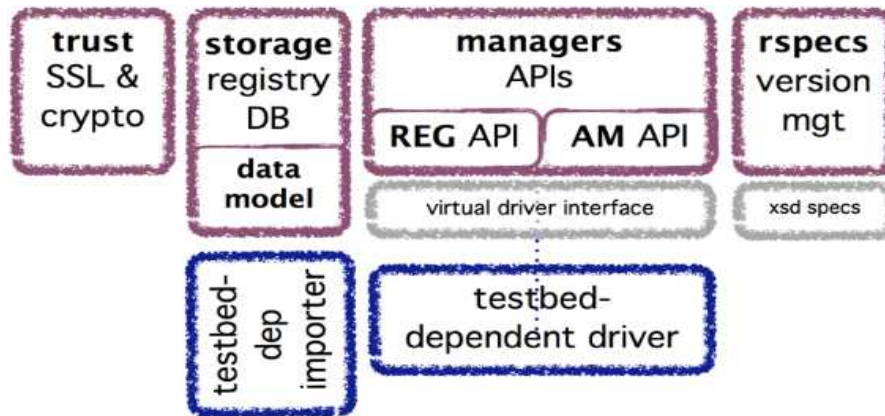 trust
SSL &
crypto
storage
registry
DB
data
model
managers
APIs
REG API
AM API
rspecs
version
mgt
virtual driver interface
xsd specs
testbed-
dep
importer
testbed-
dependent driver